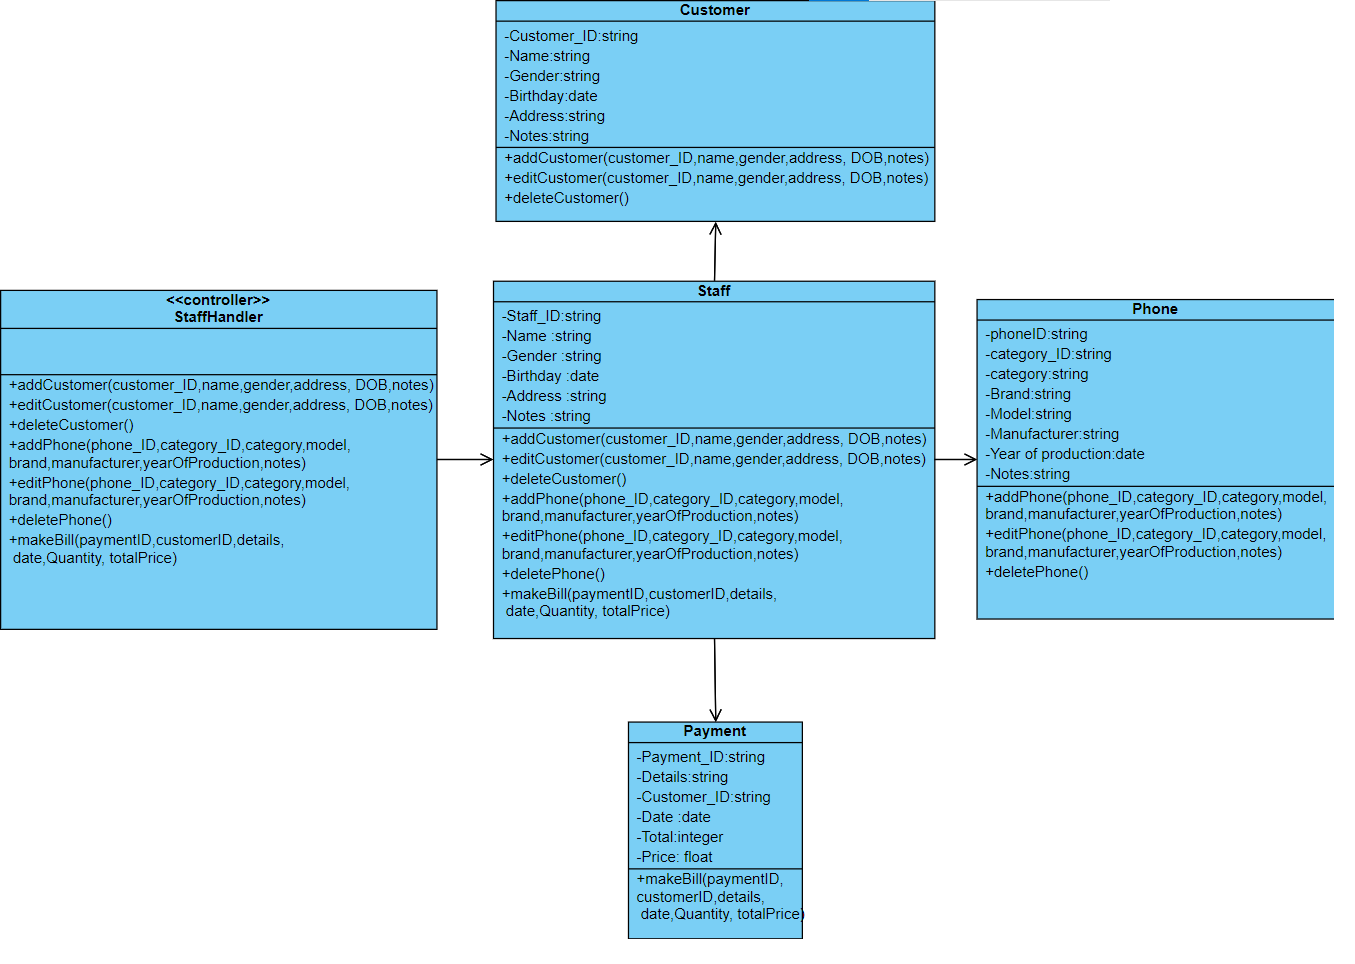 Customer
-Customer_ID:string
-Name:string
-Gender:string
-Birthday:date
-Address:string
-Notes:string
+addCustomer(customer_ID,name,gender,address, DOB,notes)
+editCustomer(customer_ID,name,gender,address, DOB,notes)
+deleteCustomer()
<<controller>>
StaffHandler
+addCustomer(customer_ID,name,gender,address, DOB,notes)
+editCustomer(customer_ID,name,gender,address, DOB,notes)
+deleteCustomer()
+addPhone(phone_ID,category_ID,category,model,
brand,manufacturer,yearOfProduction,notes)
+editPhone(phone_ID,category_ID,category,model,
brand,manufacturer,yearOfProduction,notes)
+deletePhone()
+makeBill(paymentID,customerID,details,
date,Quantity, totalPrice)
Staff
-Staff_ID:string
-Name :string
-Gender :string
-Birthday :date
-Address :string
-Notes :string
+addCustomer(customer_ID,name,gender,address, DOB,notes)
+editCustomer(customer_ID,name,gender,address, DOB,notes)
+deleteCustomer()
+addPhone(phone_ID,category_ID,category,model,
brand,manufacturer,yearOfProduction,notes)
+editPhone(phone_ID,category_ID,category,model,
brand,manufacturer,yearOfProduction,notes)
+deletePhone()
+makeBill(paymentID,customerID,details,
date,Quantity, totalPrice)
Phone
-phoneID:string
-category_ID:string
-category:string
-Brand:string
-Model:string
-Manufacturer:string
-Year of production:date
-Notes:string
+addPhone(phone_ID,category_ID,category,model,
brand,manufacturer,yearOfProduction,notes)
+editPhone(phone_ID,category_ID,category,model,
brand,manufacturer,yearOfProduction,notes)
+deletePhone()
Payment
-Payment_ID:string
-Details:string
-Customer_ID:string
-Date :date
-Total:integer
-Price: float
+makeBill(paymentID,
customerID,details,
date,Quantity, totalPrice)